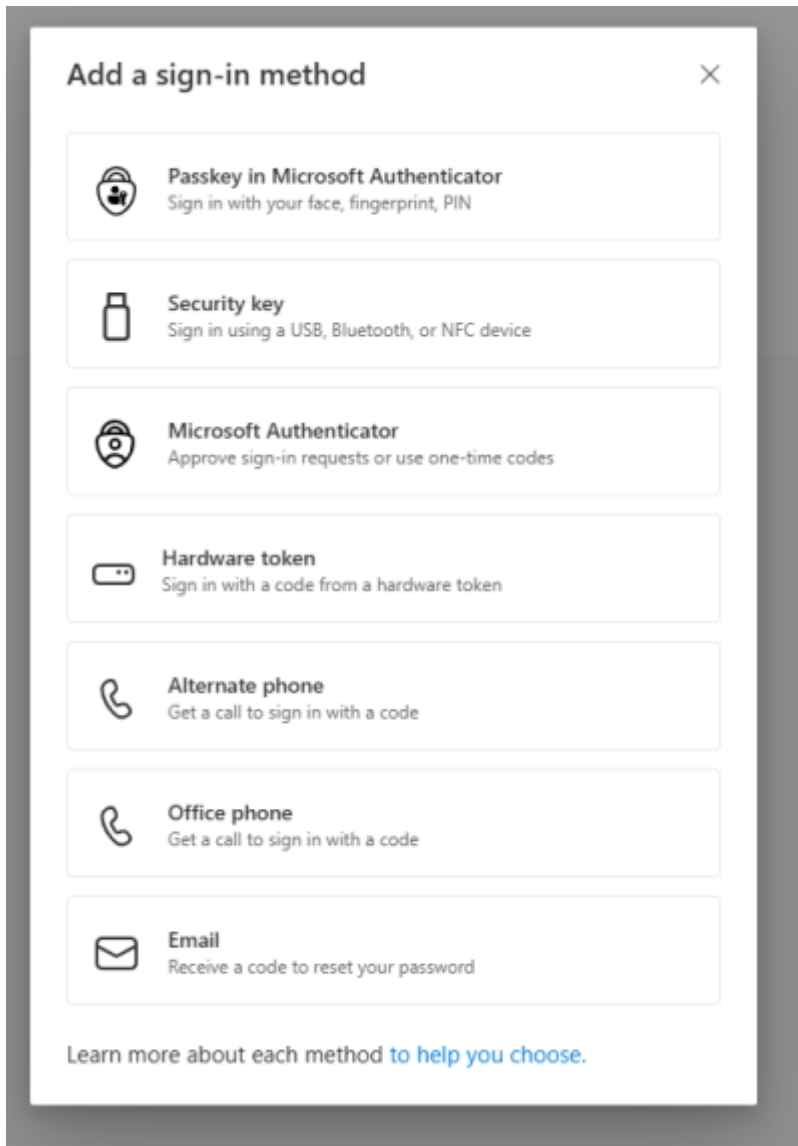 Add a sign-in method
Passkey in Microsoft Authenticator
Sign in with your face, fingerprint, PIN
Security key
Sign in using a USB, Bluetooth, or NFC device
Microsoft Authenticator
Approve sign-in requests or use one-time codes
Hardware token
Sign in with a code from a hardware token
Alternate phone
Get a call to sign in with a code
Office phone
Get a call to sign in with a code
Email
Receive a code to reset your password
Learn more about each method to help you choose.